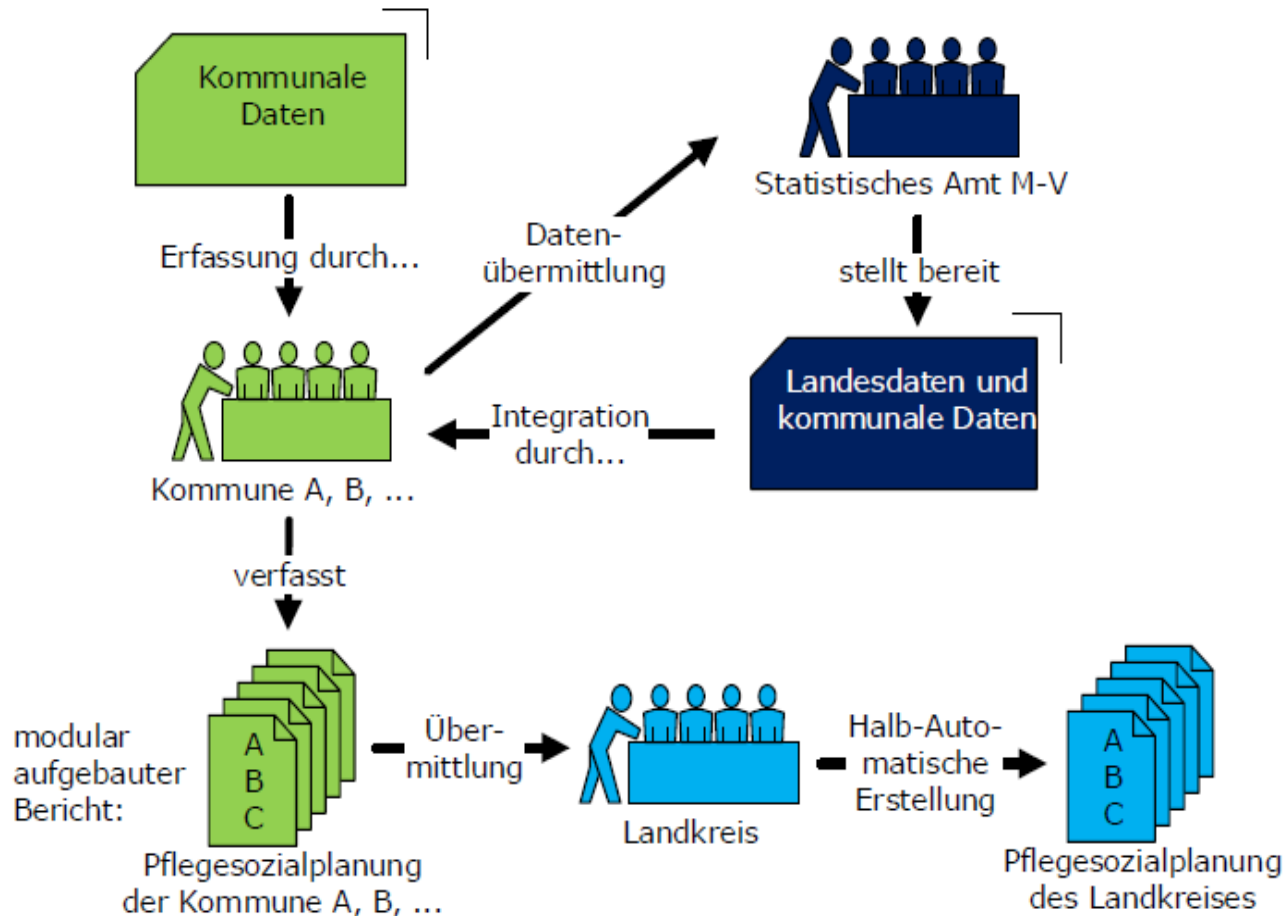 Kommunale
Daten
Statistisches Amt M-V
Erfassung durch...
Daten-
übermittlung
stellt bereit
Landesdaten und
kommunale Daten
Integration
durch...
Kommune A, B, ...
verfasst
modular
aufgebauter
Bericht:
A
B
C
Pflegesozialplanung
der Kommune A, B, ...
Über-
mittlung
Landkreis
Halb-Auto-
matische
Erstellung
A
B
C
Pflegesozialplanung
des Landkreises